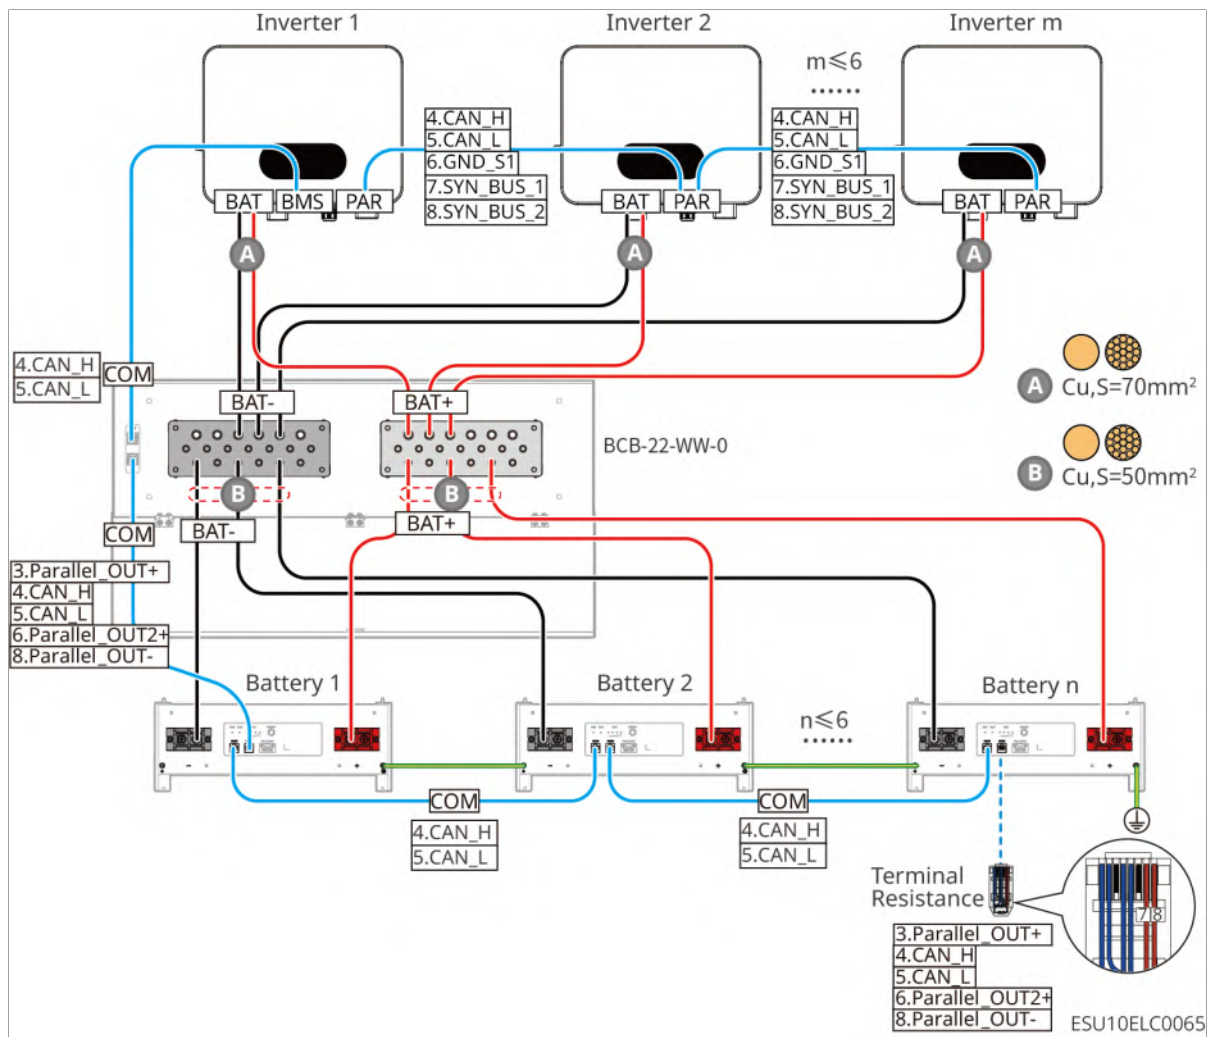 Inverter 1
Inverter 2
Inverter m
m≤6
......
4.CAN_H
5.CAN_L
6.GND_S1
7.SYN_BUS_1
8.SYN_BUS_2
4.CAN_H
5.CAN_L
6.GND_S1
7.SYN_BUS_1
8.SYN_BUS_2
BAT BMS PAR
BAT PAR
BAT PAR
A
A
A
4.CAN_H
5.CAN_L
COM
BAT-
BAT+
BCB-22-WW-0
A Cu,S=70mm²
B Cu,S=50mm²
B
B
COM
BAT-
BAT+
3.Parallel_OUT+
4.CAN_H
5.CAN_L
6.Parallel_OUT2+
8.Parallel_OUT-
Battery 1
Battery 2
Battery n
n≤6
......
- +
- +
- +
COM
4.CAN_H
5.CAN_L
COM
4.CAN_H
5.CAN_L
Terminal
Resistance
7 8
3.Parallel_OUT+
4.CAN_H
5.CAN_L
6.Parallel_OUT2+
8.Parallel_OUT-
ESU10ELC0065